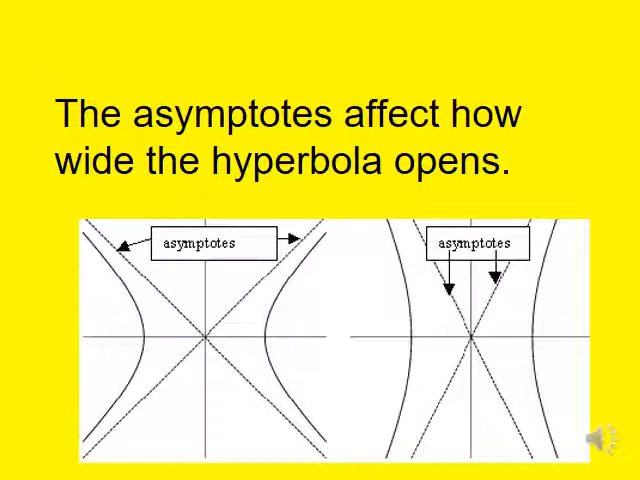 The asymptotes affect how
wide the hyperbola opens.
asymptotes
asymptotes